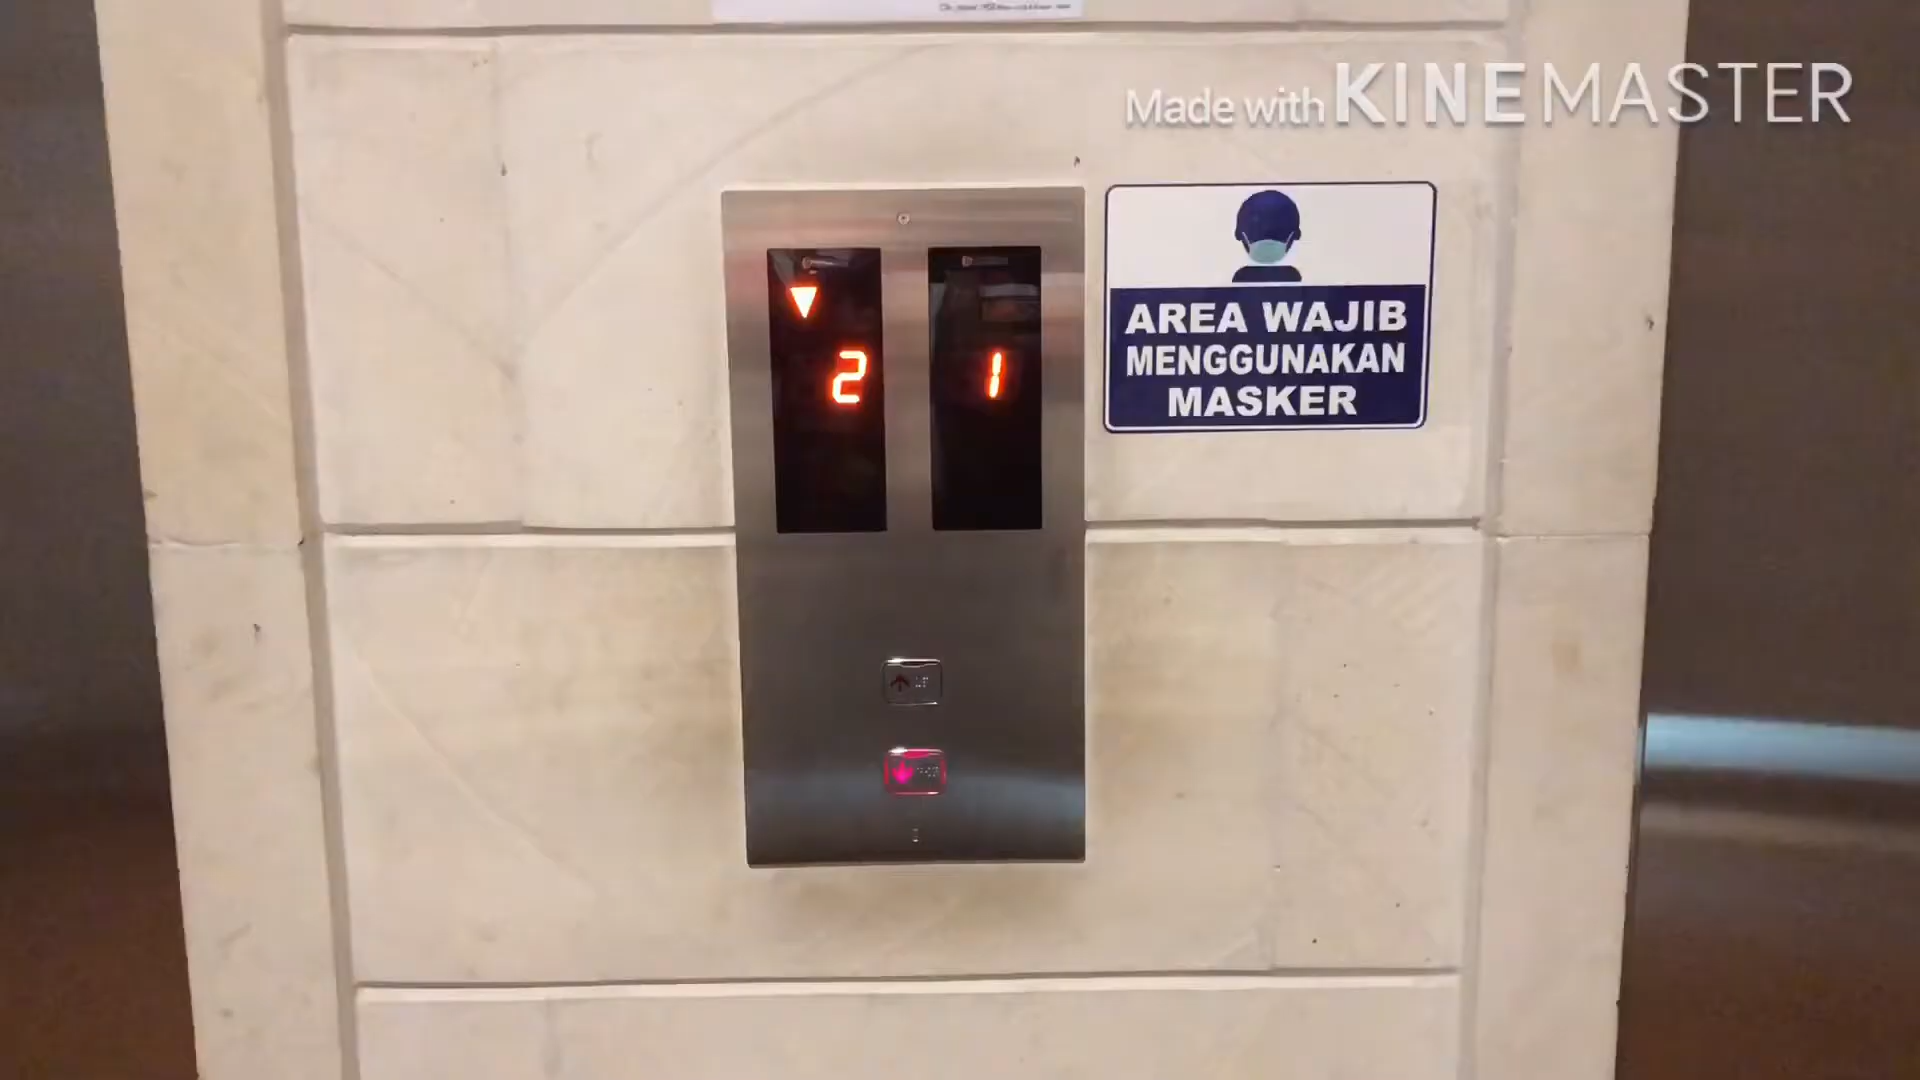 Made with KINEMASTER
2
1
AREA WAJIB
MENGGUNAKAN
MASKER